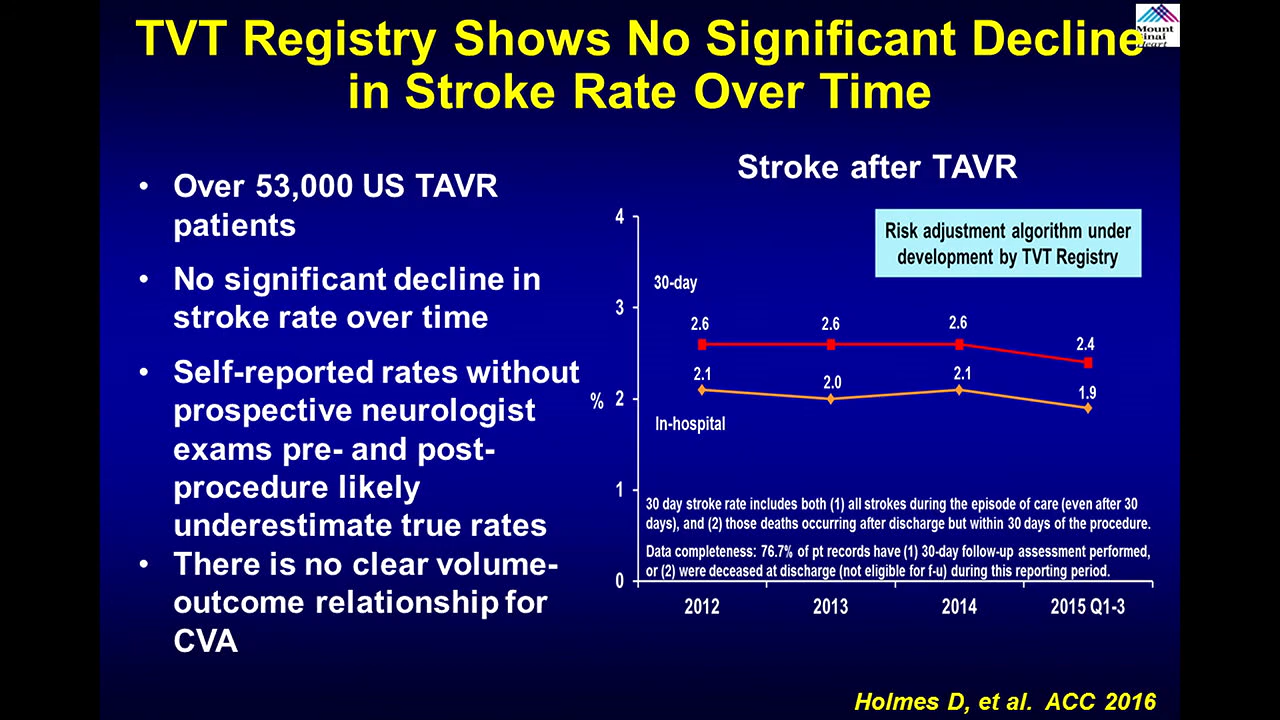 TVT Registry Shows No Significant Decline
in Stroke Rate Over Time
Mount
Sinai
Heart
• Over 53,000 US TAVR
patients
• No significant decline in
stroke rate over time
• Self-reported rates without
prospective neurologist
exams pre- and post-
procedure likely
underestimate true rates
• There is no clear volume-
outcome relationship for
CVA
Stroke after TAVR
Risk adjustment algorithm under
development by TVT Registry
4
30-day
3
2.6
2.6
2.6
2.4
2.1
2.0
2.1
1.9
% 2
In-hospital
1
30 day stroke rate includes both (1) all strokes during the episode of care (even after 30
days), and (2) those deaths occurring after discharge but within 30 days of the procedure.
Data completeness: 76.7% of pt records have (1) 30-day follow-up assessment performed,
or (2) were deceased at discharge (not eligible for f-u) during this reporting period.
0
2012 2013 2014 2015 Q1-3
Holmes D, et al. ACC 2016